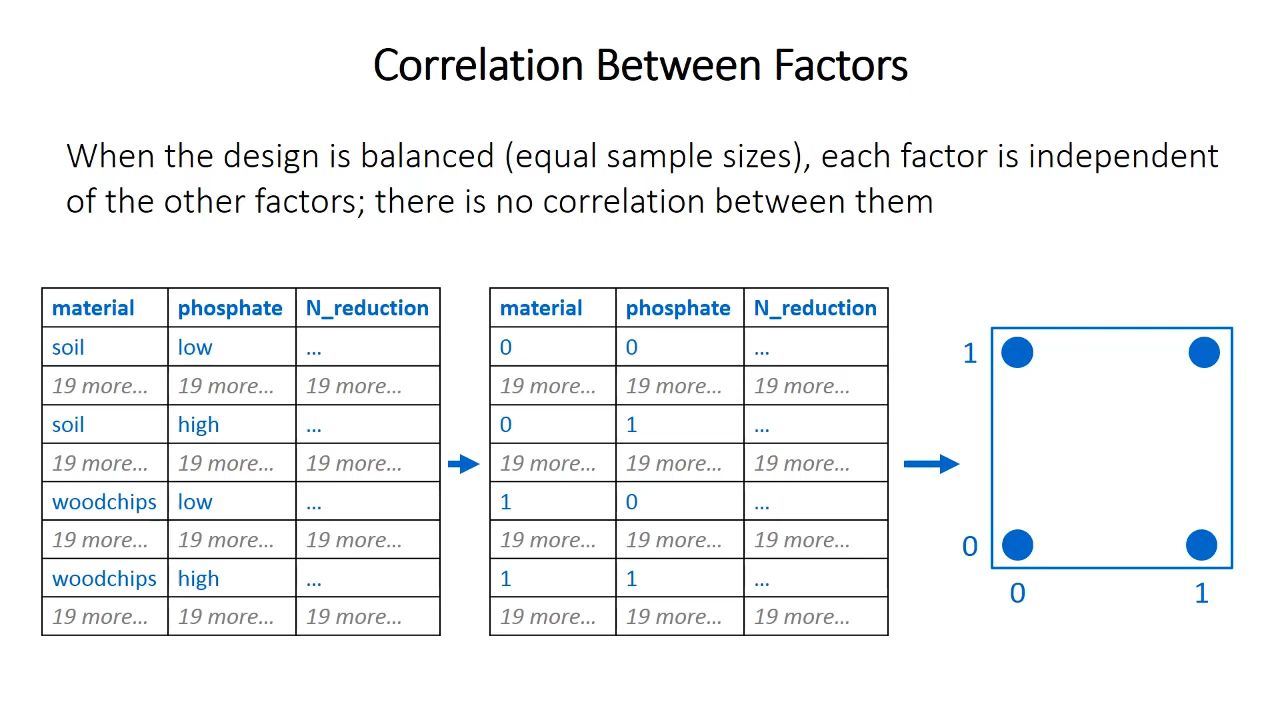 Correlation Between Factors
When the design is balanced (equal sample sizes), each factor is independent
of the other factors; there is no correlation between them
material phosphate N_reduction
soil low ...
19 more... 19 more... 19 more...
soil high ...
19 more... 19 more... 19 more...
woodchips low ...
19 more... 19 more... 19 more...
woodchips high ...
19 more... 19 more... 19 more...
material phosphate N_reduction
0 0 ...
19 more... 19 more... 19 more...
0 1 ...
19 more... 19 more... 19 more...
1 0 ...
19 more... 19 more... 19 more...
1 1 ...
19 more... 19 more... 19 more...
1
0
0 1